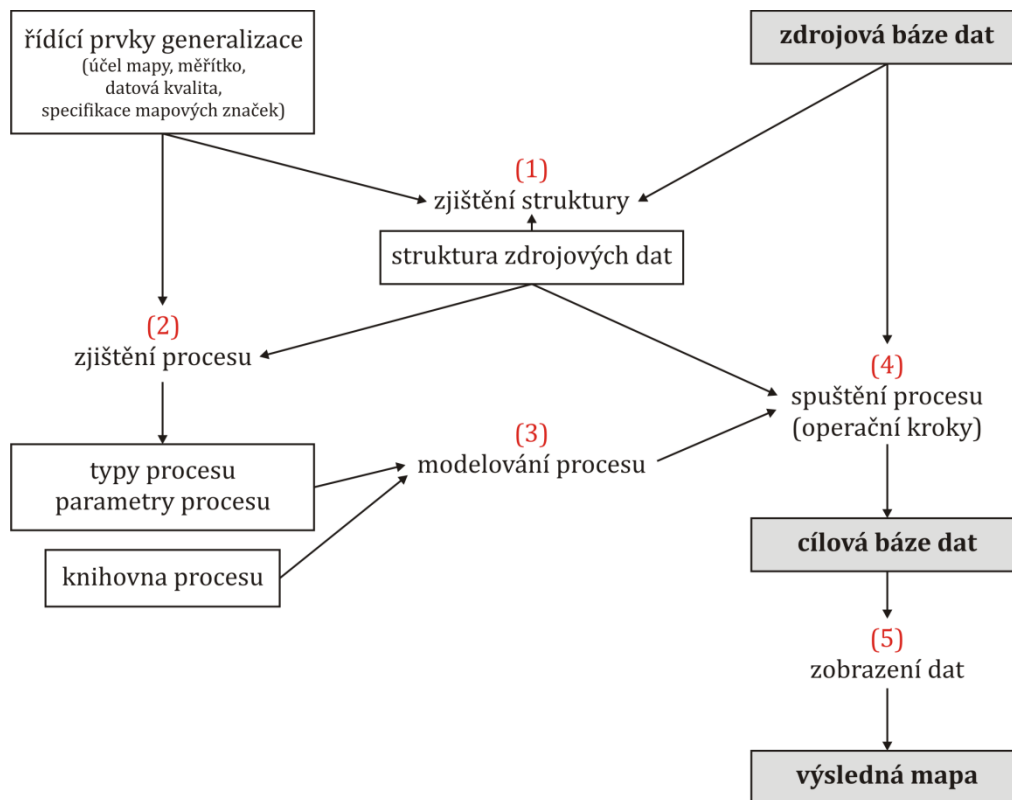 řídící prvky generalizace
(účel mapy, měřítko,
datová kvalita,
specifikace mapových značek)
zdrojová báze dat
(1)
zjištění struktury
struktura zdrojových dat
(2)
zjištění procesu
(4)
spuštění procesu
(operační kroky)
(3)
modelování procesu
typy procesu
parametry procesu
knihovna procesu
cílová báze dat
(5)
zobrazení dat
výsledná mapa